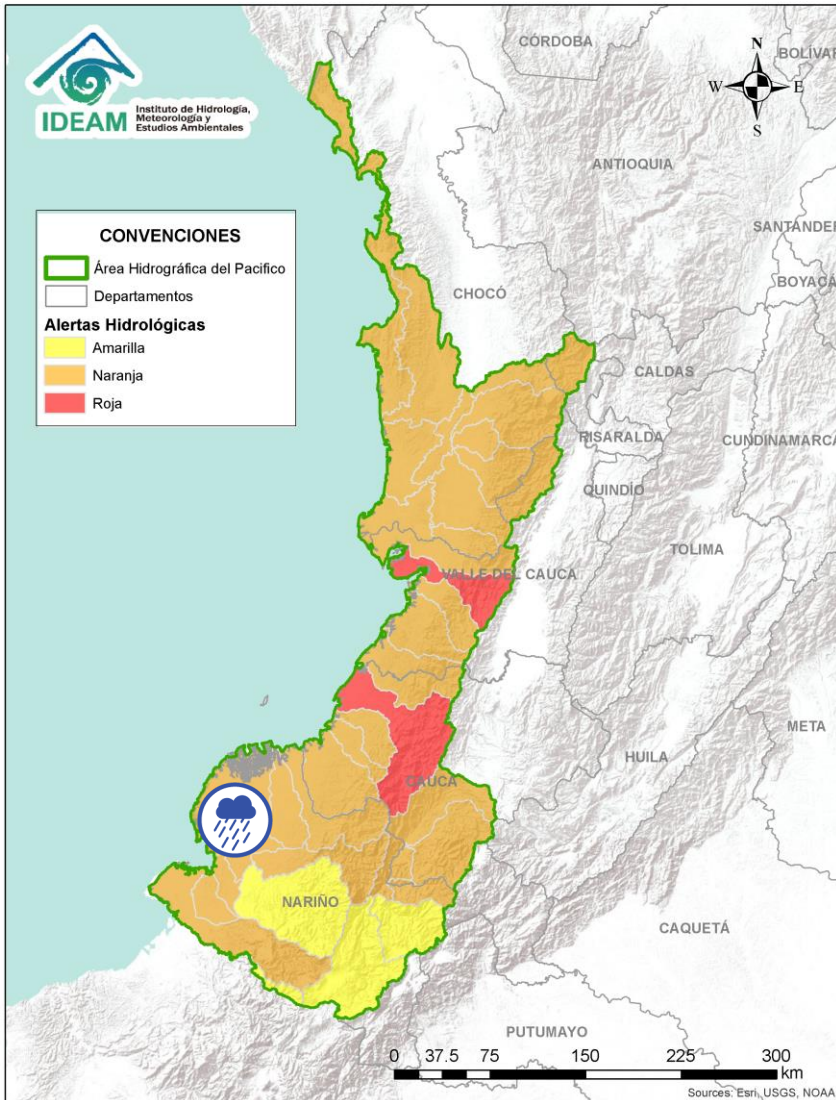 IDEAM
Instituto de Hidrología,
Meteorología y
Estudios Ambientales
CONVENCIONES
Área Hidrográfica del Pacifico
Departamentos
Alertas Hidrológicas
Amarilla
Naranja
Roja
N
W
E
S
CÓRDOBA
BOLÍVAR
ANTIOQUIA
SANTANDER
BOYACÁ
CHOCÓ
CALDAS
RISARALDA
CUNDINAMARCA
QUINDÍO
TOLIMA
VALLE DEL CAUCA
META
HUILA
CAUCA
NARIÑO
CAQUETÁ
PUTUMAYO
0 37.5 75 150 225 300
km
Sources: Esri, USGS, NOAA